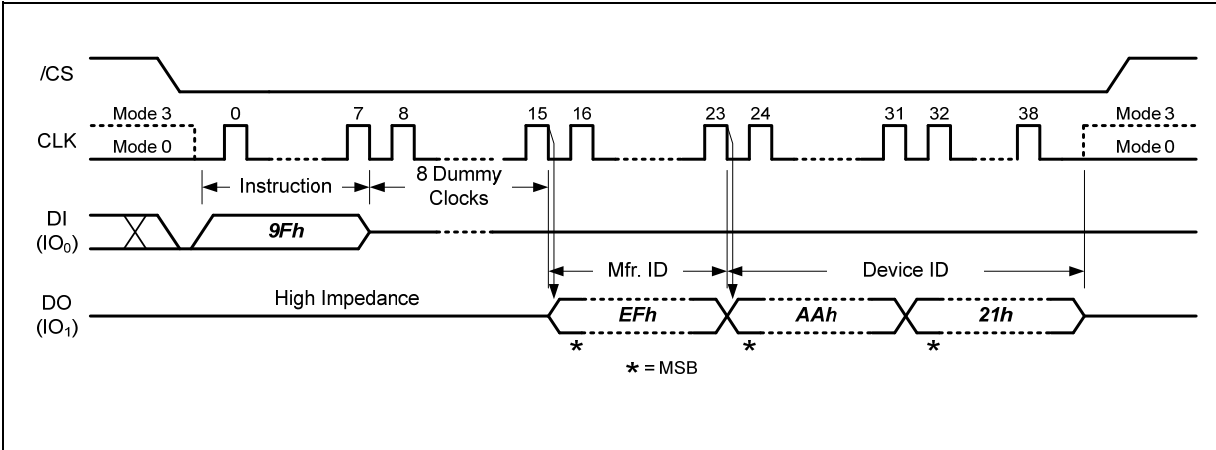 /CS
Mode 3 0 7 8 15 16 23 24 31 32 38 Mode 3
CLK
Mode 0 Mode 0
Instruction 8 Dummy
Clocks
DI
(IO₀)
9Fh
Mfr. ID Device ID
DO
(IO₁)
High Impedance EFh AAh 21h
* * *
* = MSB